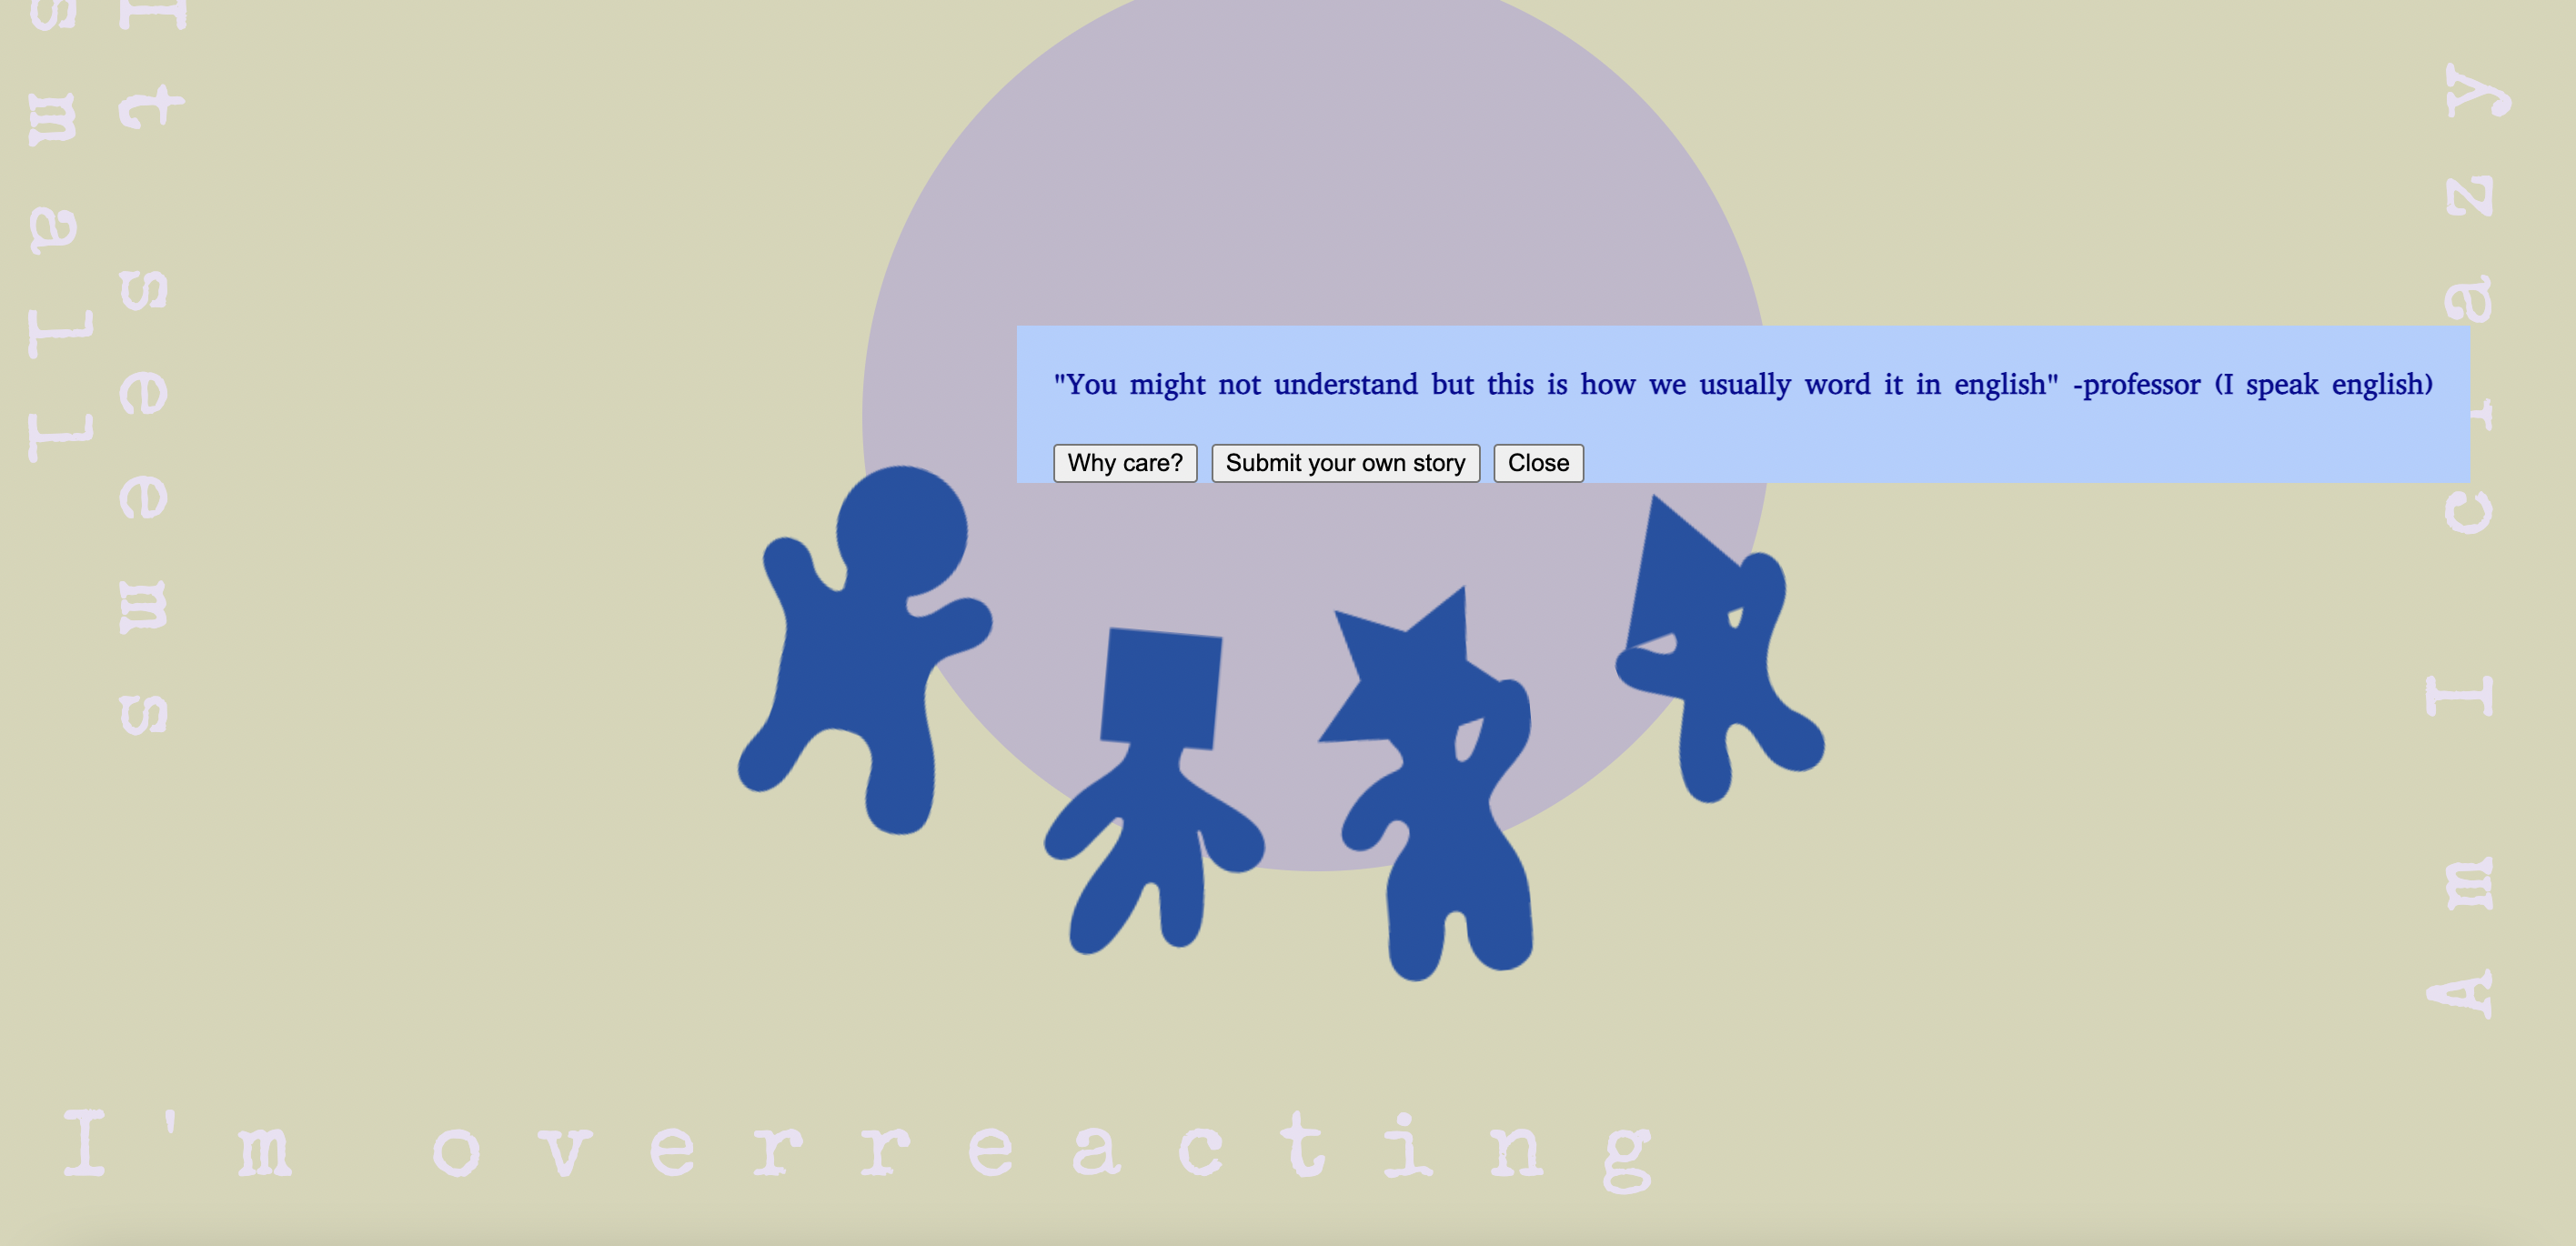 It seems
small
"You might not understand but this is how we usually word it in english" -professor (I speak english)
Why care?
Submit your own story
Close
Am I crazy
I'm overreacting